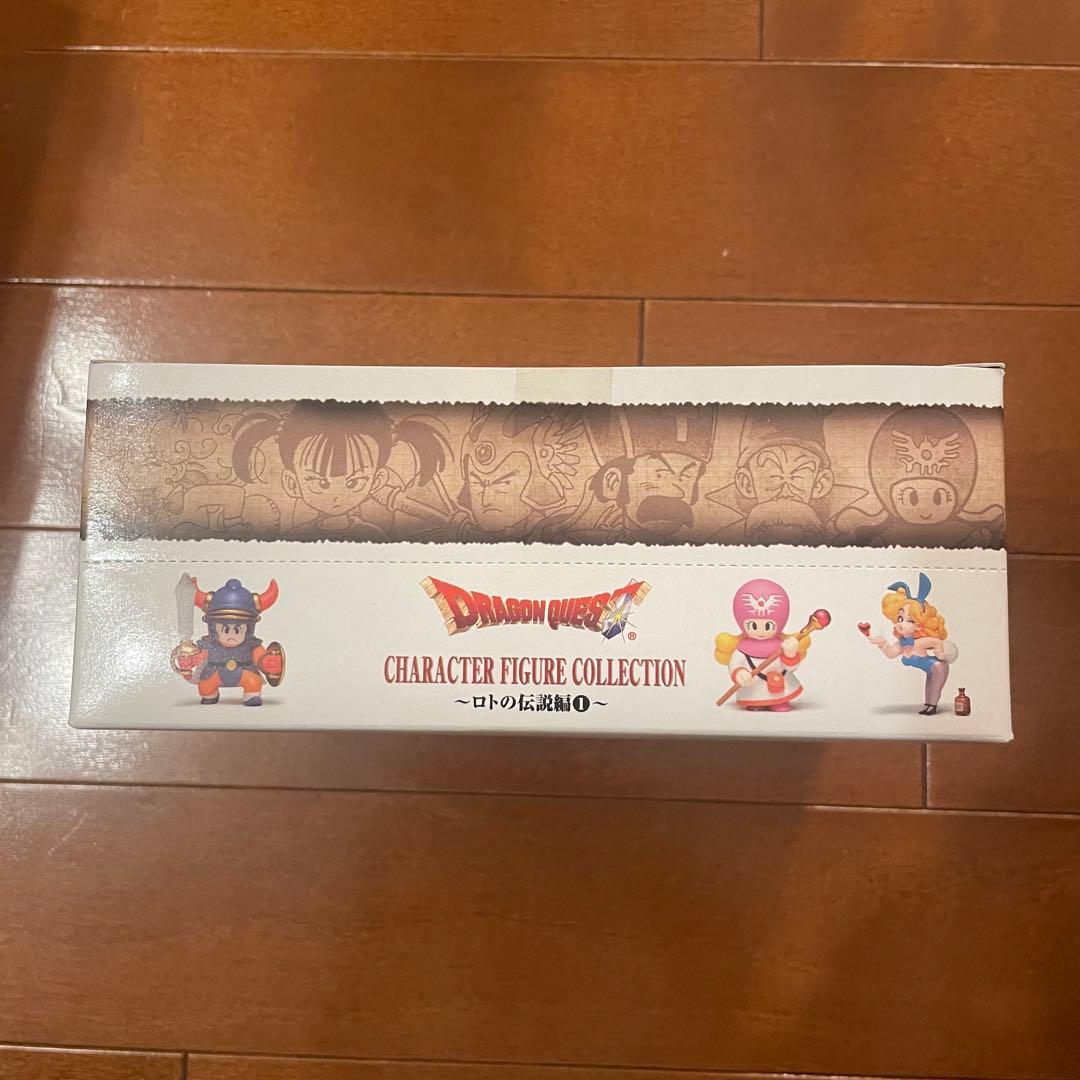 DRAGON QUEST®
CHARACTER FIGURE COLLECTION
〜ロトの伝説編❶〜